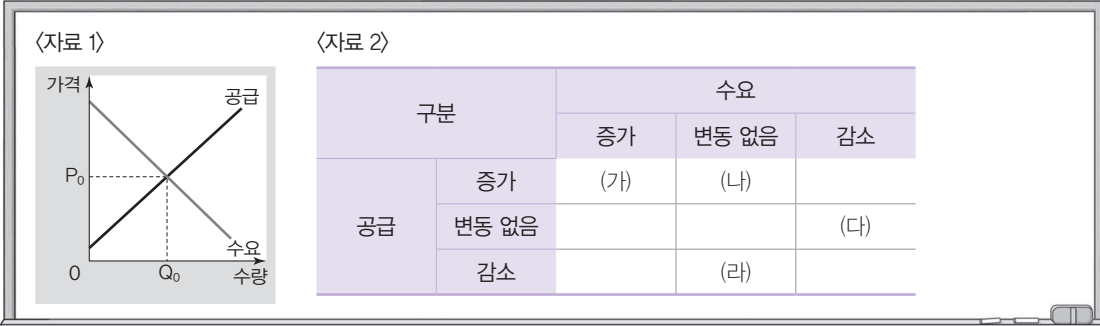 〈자료 1〉
가격
공급
P₀
수요
0
Q₀
수량
〈자료 2〉
구분
수요
증가
변동 없음
감소
공급
증가
(가)
(나)
변동 없음
(다)
감소
(라)